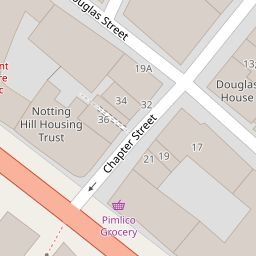 Douglas Street
19A
Douglas
House
34
32
36
Notting
Hill Housing
Trust
Chapter Street
17
19
21
Pimlico
Grocery